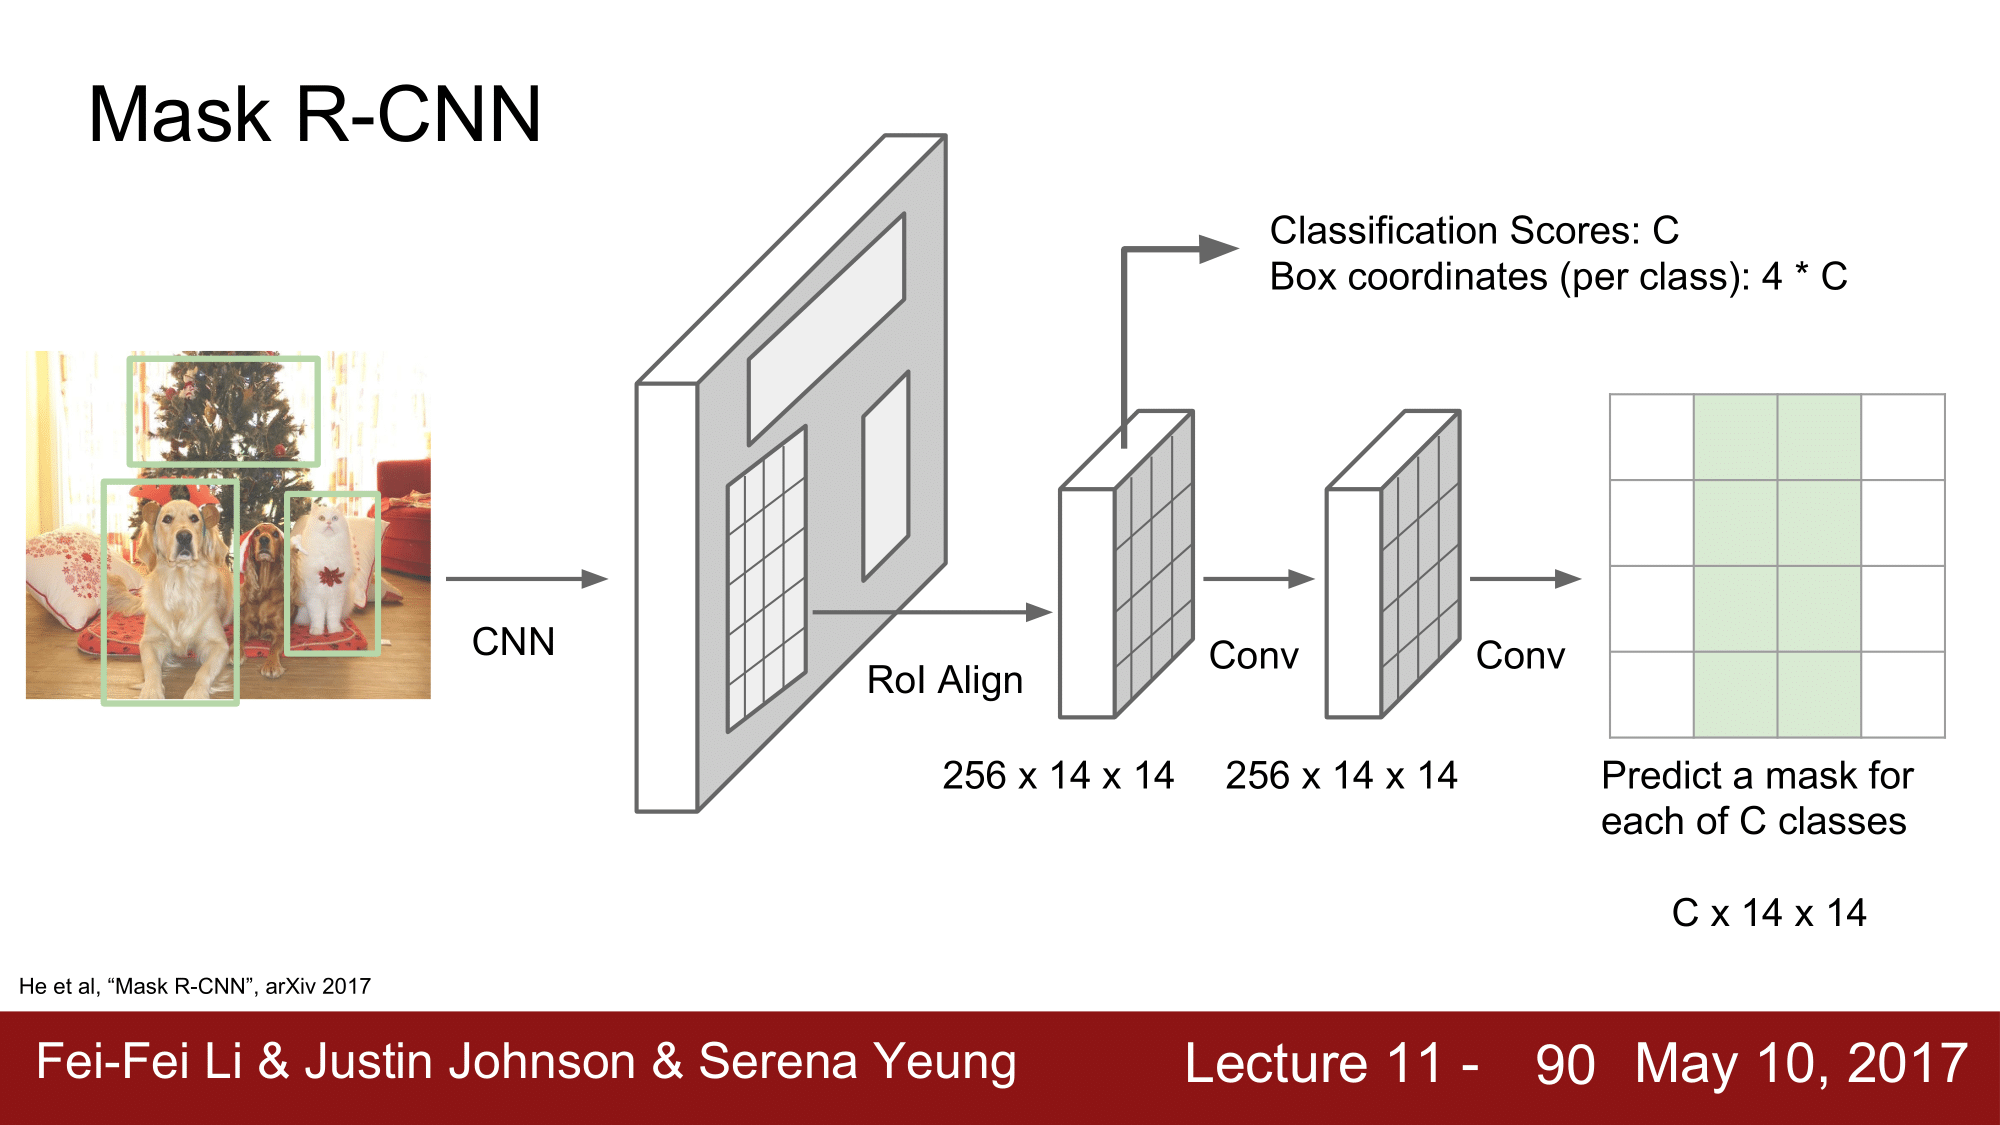 Mask R-CNN
Classification Scores: C
Box coordinates (per class): 4 * C
CNN
RoI Align
Conv
Conv
256 x 14 x 14
256 x 14 x 14
Predict a mask for
each of C classes
C x 14 x 14
He et al, “Mask R-CNN”, arXiv 2017
Fei-Fei Li & Justin Johnson & Serena Yeung
Lecture 11 - 90 May 10, 2017